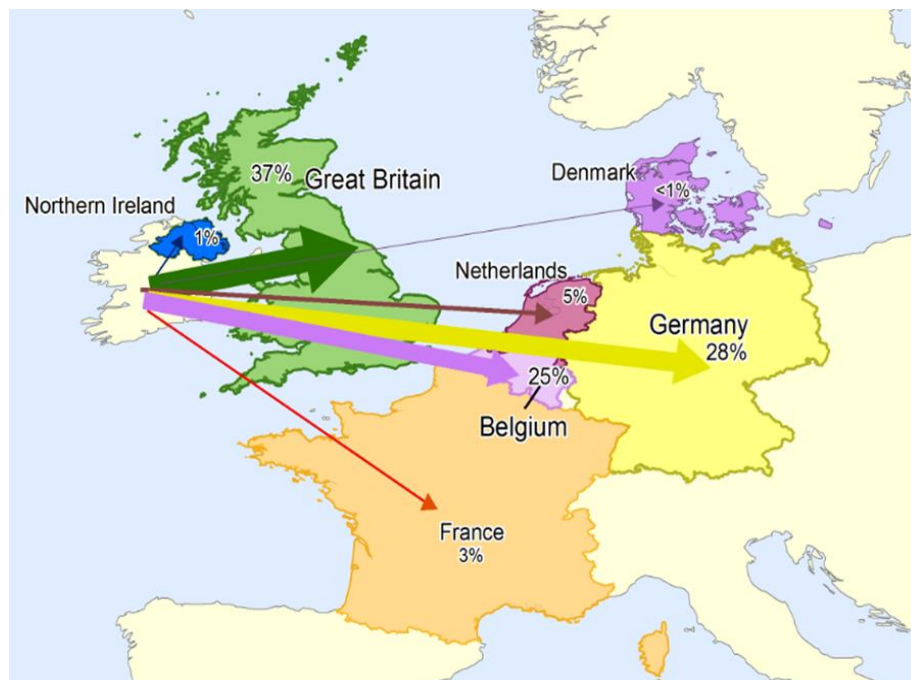 37%
Great Britain
Denmark
<1%
Northern Ireland
1%
Netherlands
5%
Germany
28%
25%
Belgium
France
3%